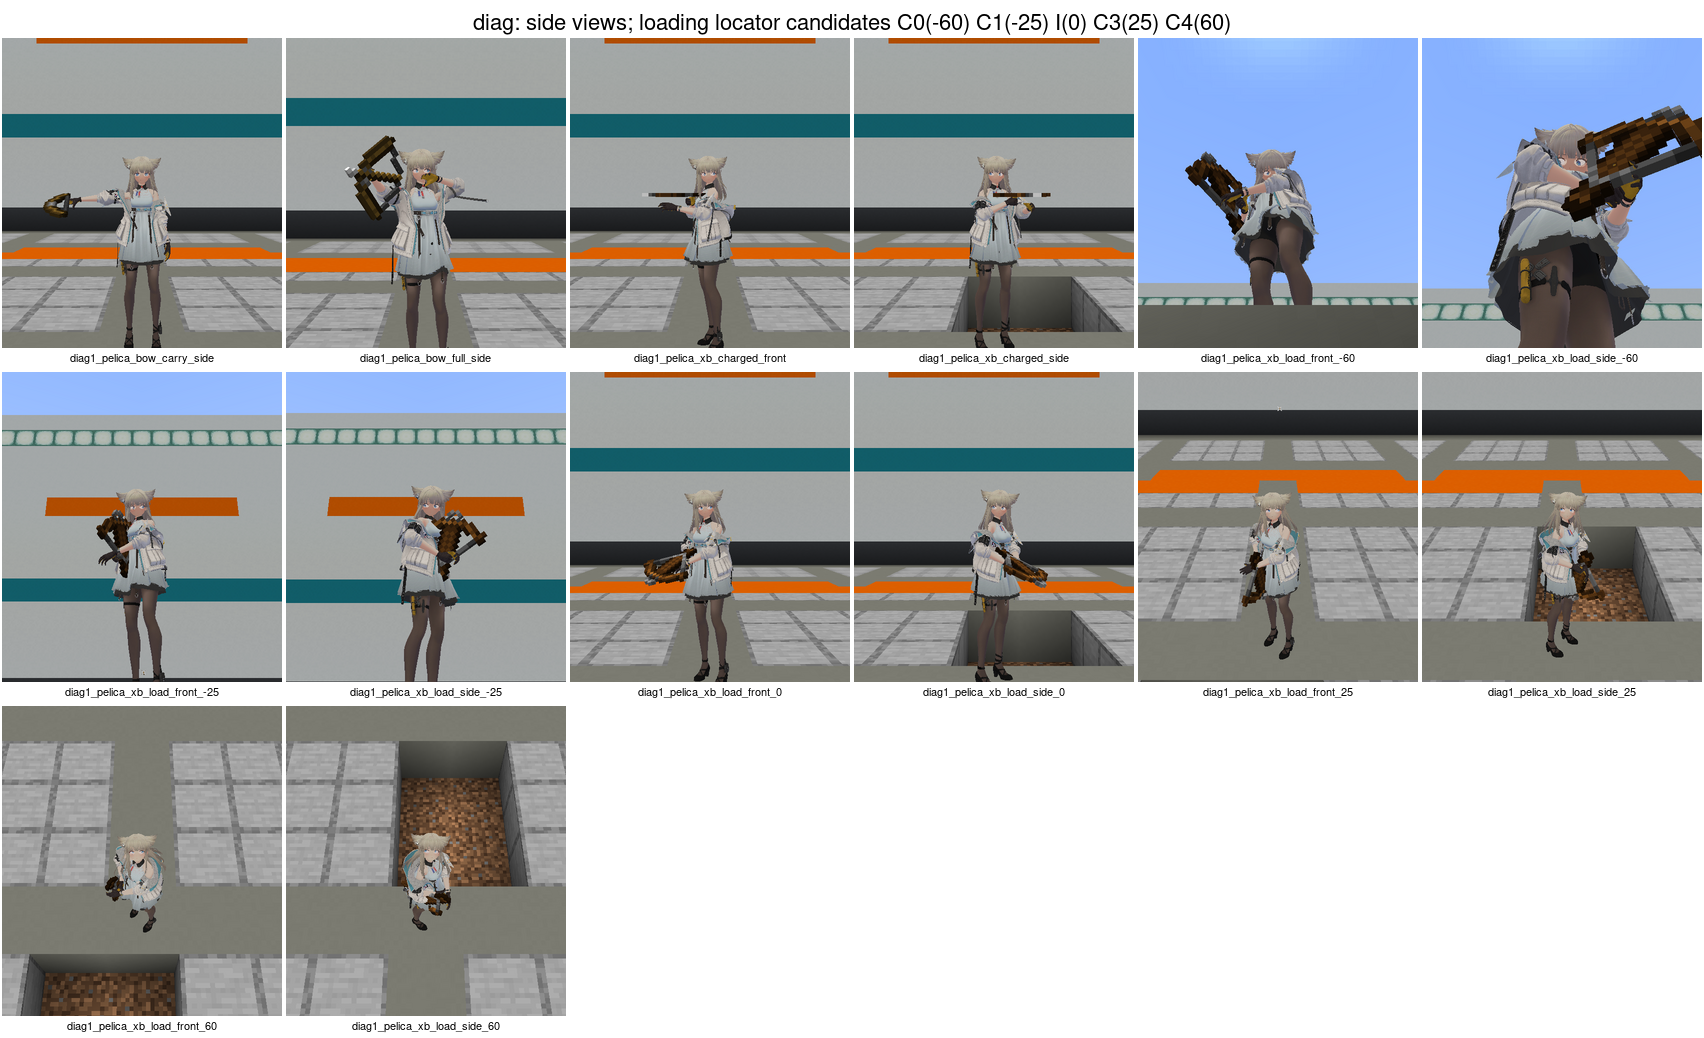 diag: side views; loading locator candidates C0(-60) C1(-25) I(0) C3(25) C4(60)
diag1_pelica_bow_carry_side
diag1_pelica_bow_full_side
diag1_pelica_xb_charged_front
diag1_pelica_xb_charged_side
diag1_pelica_xb_load_front_-60
diag1_pelica_xb_load_side_-60
diag1_pelica_xb_load_front_-25
diag1_pelica_xb_load_side_-25
diag1_pelica_xb_load_front_0
diag1_pelica_xb_load_side_0
diag1_pelica_xb_load_front_25
diag1_pelica_xb_load_side_25
diag1_pelica_xb_load_front_60
diag1_pelica_xb_load_side_60